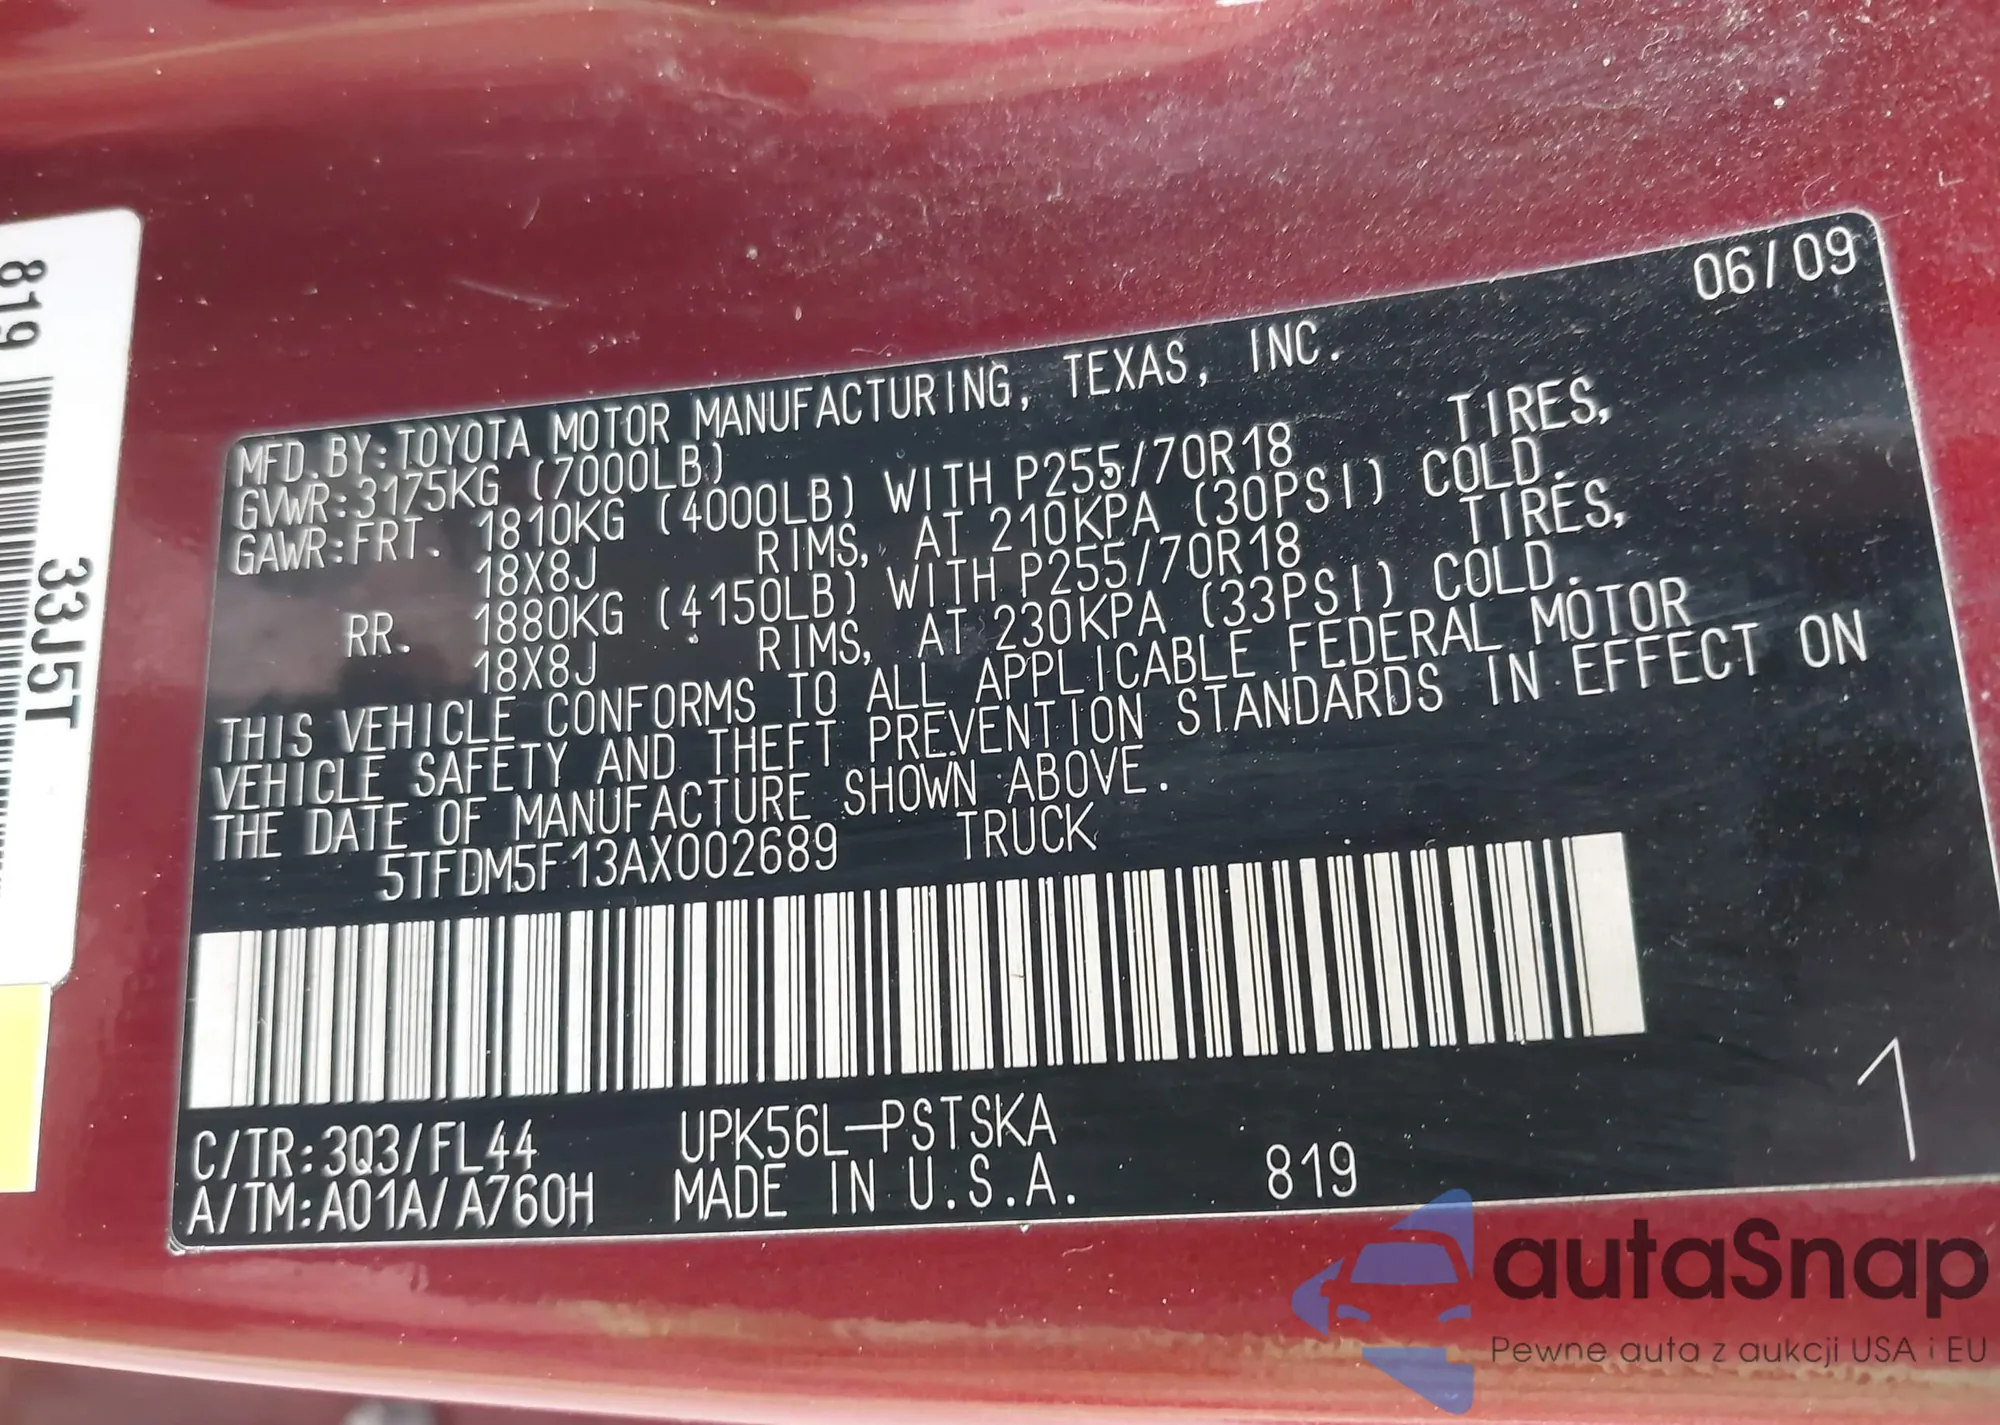 819
33J5T
06/09
MFD.BY:TOYOTA MOTOR MANUFACTURING, TEXAS, INC.
GVWR:3175KG (7000LB)
GAWR:FRT. 1810KG (4000LB) WITH P255/70R18 TIRES,
18X8J RIMS, AT 210KPA (30PSI) COLD.
RR. 1880KG (4150LB) WITH P255/70R18 TIRES,
18X8J RIMS, AT 230KPA (33PSI) COLD.
THIS VEHICLE CONFORMS TO ALL APPLICABLE FEDERAL MOTOR
VEHICLE SAFETY AND THEFT PREVENTION STANDARDS IN EFFECT ON
THE DATE OF MANUFACTURE SHOWN ABOVE.
5TFDM5F13AX002689 TRUCK
C/TR:3Q3/FL44 UPK56L-PSTSKA
A/TM:A01A/A760H MADE IN U.S.A. 819
1
autaSnap
Pewne auta z aukcji USA i EU